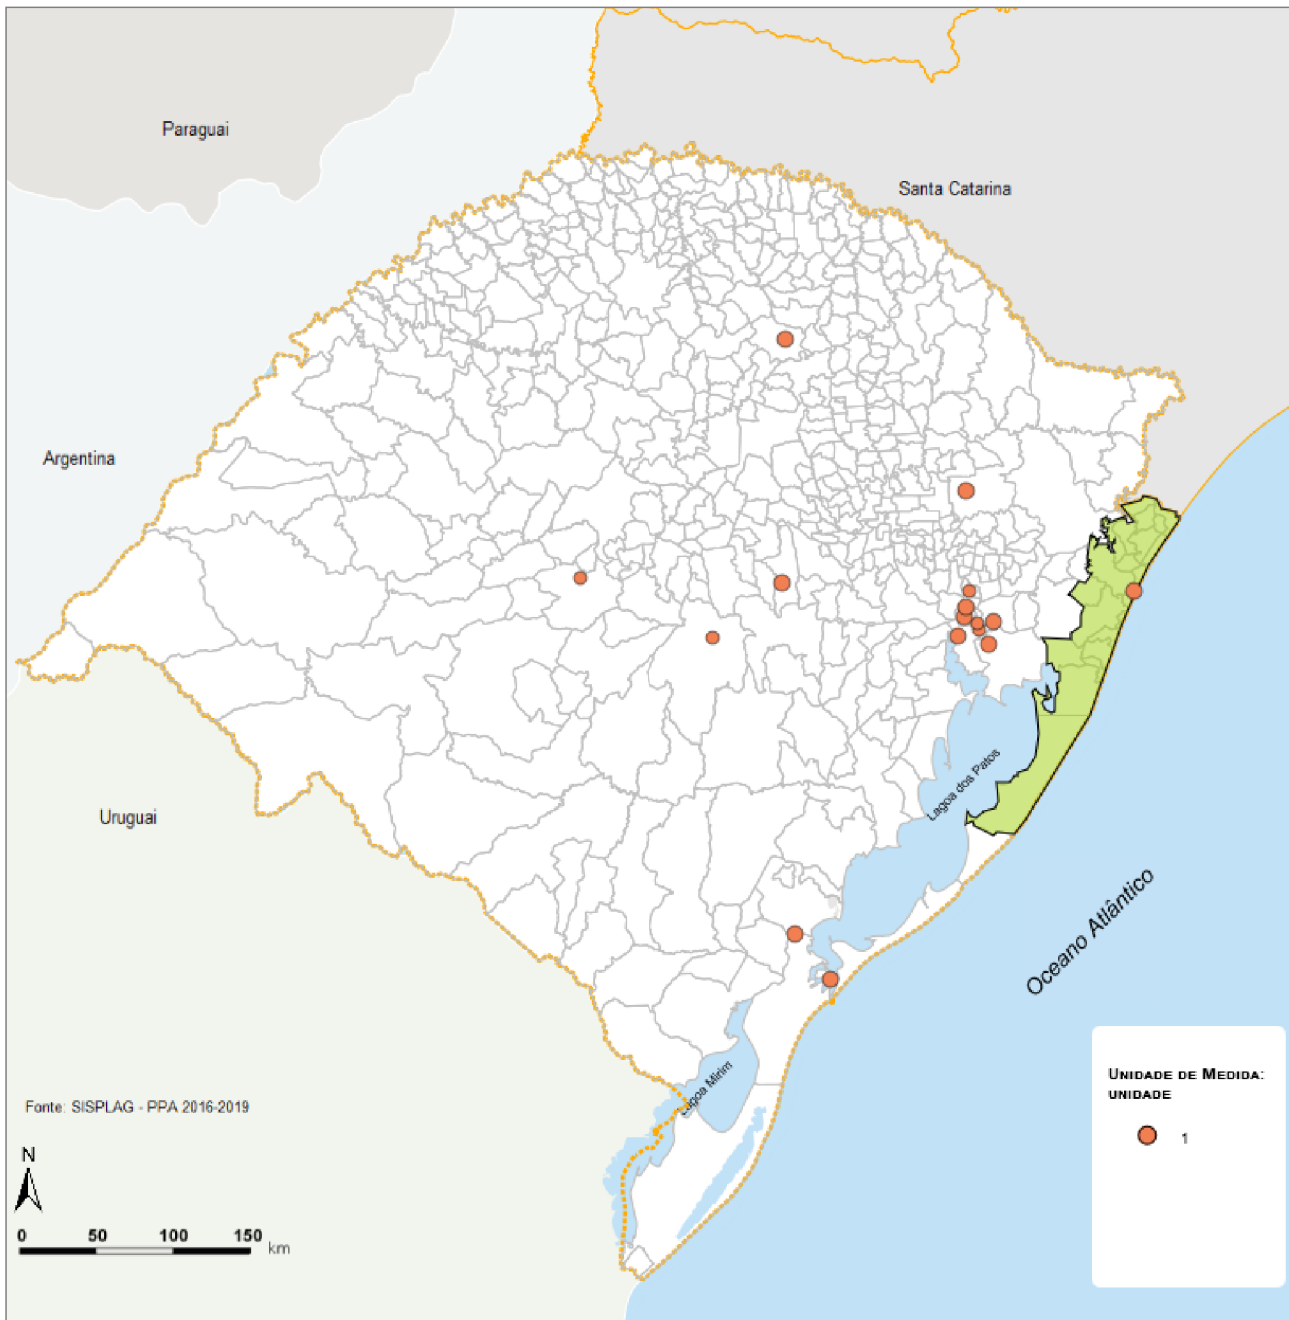 Paraguai
Santa Catarina
Argentina
Uruguai
Lagoa dos Patos
Oceano Atlântico
Lagoa Mirim
UNIDADE DE MEDIDA:
UNIDADE
1
Fonte: SISPLAG - PPA 2016-2019
N
0 50 100 150 km